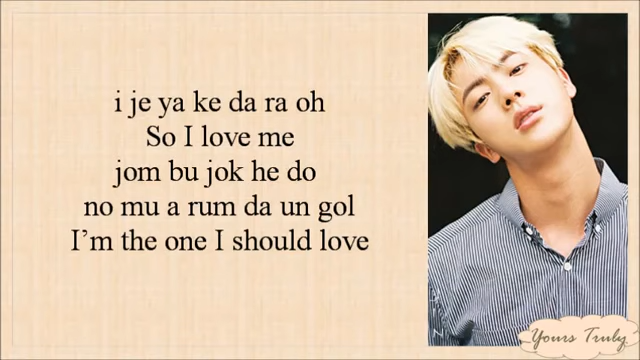 i je ya ke da ra oh
So I love me
jom bu jok he do
no mu a rum da un gol
I’m the one I should love
Yours Truly